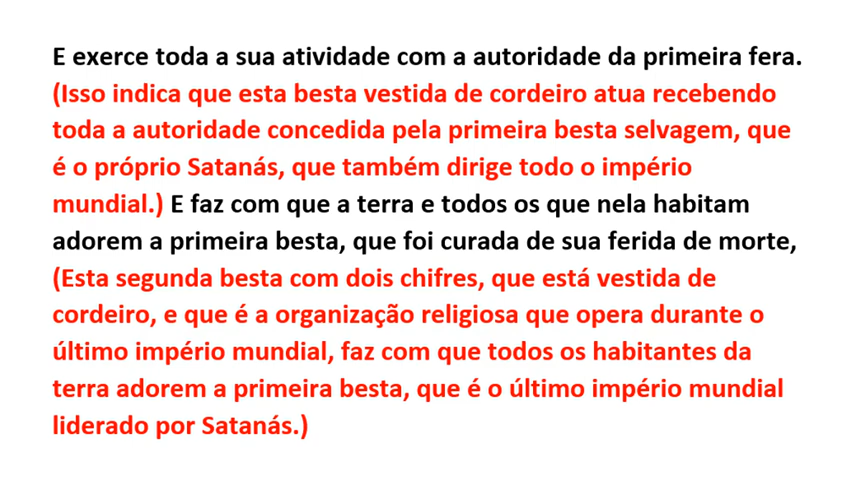 E exerce toda a sua atividade com a autoridade da primeira fera.
(Isso indica que esta besta vestida de cordeiro atua recebendo
toda a autoridade concedida pela primeira besta selvagem, que
é o próprio Satanás, que também dirige todo o império
mundial.) E faz com que a terra e todos os que nela habitam
adorem a primeira besta, que foi curada de sua ferida de morte,
(Esta segunda besta com dois chifres, que está vestida de
cordeiro, e que é a organização religiosa que opera durante o
último império mundial, faz com que todos os habitantes da
terra adorem a primeira besta, que é o último império mundial
liderado por Satanás.)